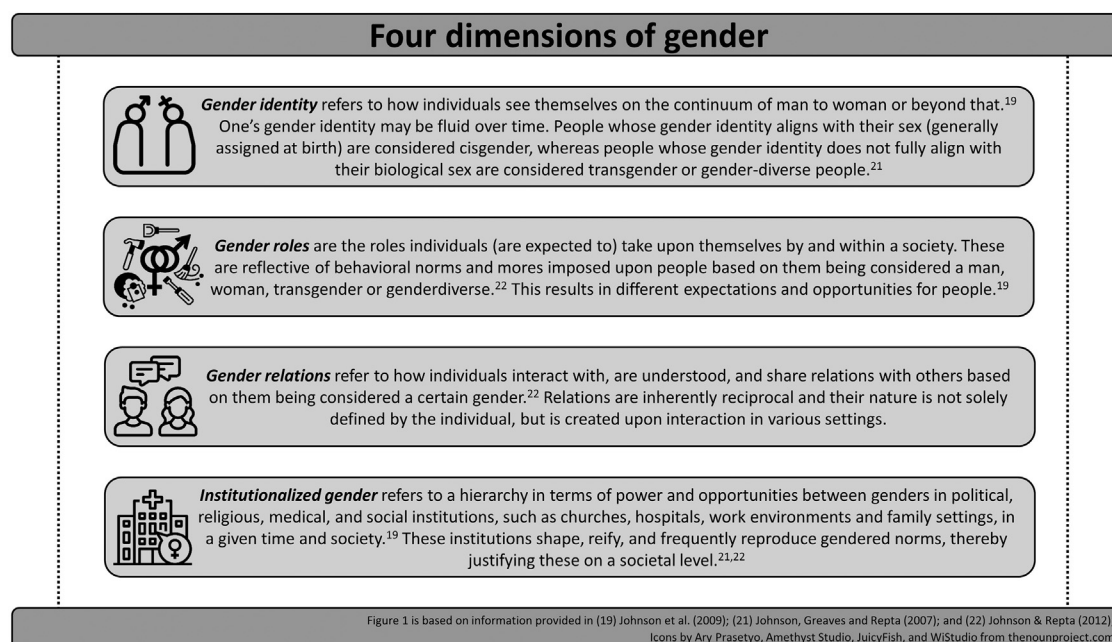 Four dimensions of gender
Gender identity refers to how individuals see themselves on the continuum of man to woman or beyond that.19
One's gender identity may be fluid over time. People whose gender identity aligns with their sex (generally
assigned at birth) are considered cisgender, whereas people whose gender identity does not fully align with
their biological sex are considered transgender or gender-diverse people.21
Gender roles are the roles individuals (are expected to) take upon themselves by and within a society. These
are reflective of behavioral norms and mores imposed upon people based on them being considered a man,
woman, transgender or genderdiverse.22 This results in different expectations and opportunities for people.19
Gender relations refer to how individuals interact with, are understood, and share relations with others based
on them being considered a certain gender.22 Relations are inherently reciprocal and their nature is not solely
defined by the individual, but is created upon interaction in various settings.
Institutionalized gender refers to a hierarchy in terms of power and opportunities between genders in political,
religious, medical, and social institutions, such as churches, hospitals, work environments and family settings, in
a given time and society.19 These institutions shape, reify, and frequently reproduce gendered norms, thereby
justifying these on a societal level.21,22
Figure 1 is based on information provided in (19) Johnson et al. (2009); (21) Johnson, Greaves and Repta (2007); and (22) Johnson & Repta (2012)
Icons by Ary Prasetyo, Amethyst Studio, JuicyFish, and WiStudio from thenounproject.com